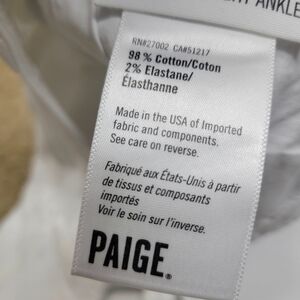 ANKLE
RN#27002 CA#51217
98 % Cotton/Coton
2% Elastane/
Élasthanne
Made in the USA of Imported
fabric and components.
See care on reverse.
Fabriqué aux États-Unis à partir
de tissus et composants
importés
Voir le soin sur l'inverse.
PAIGE®